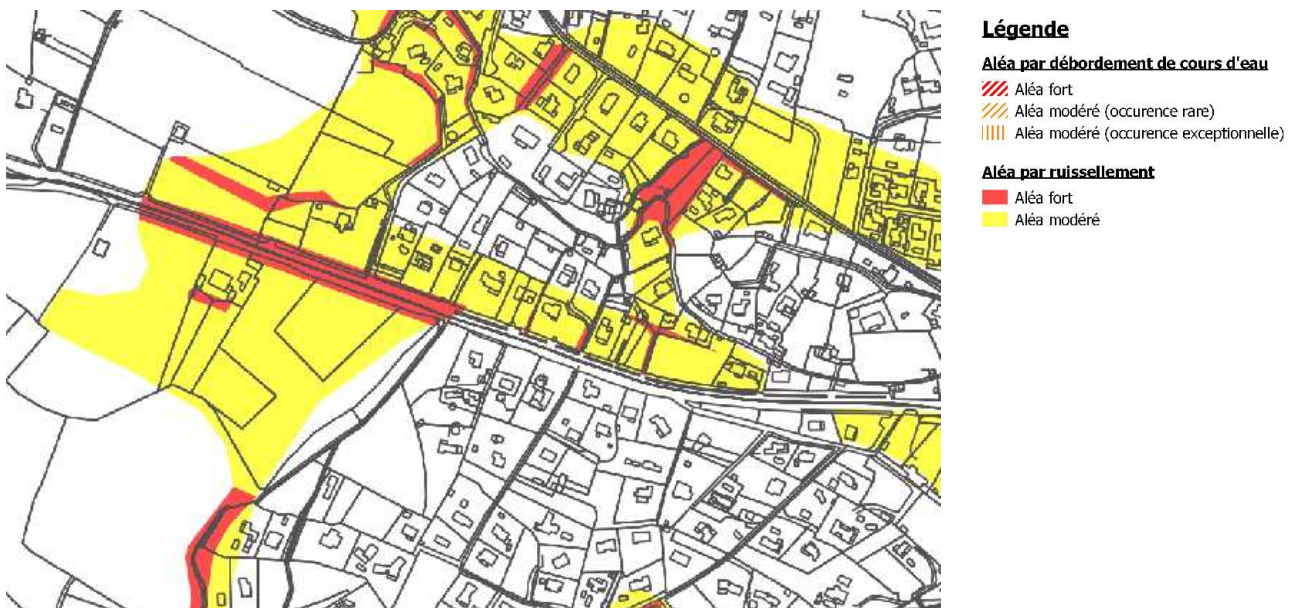 Légende
Aléa par débordement de cours d'eau
Aléa fort
Aléa modéré (occurence rare)
Aléa modéré (occurence exceptionnelle)
Aléa par ruissellement
Aléa fort
Aléa modéré